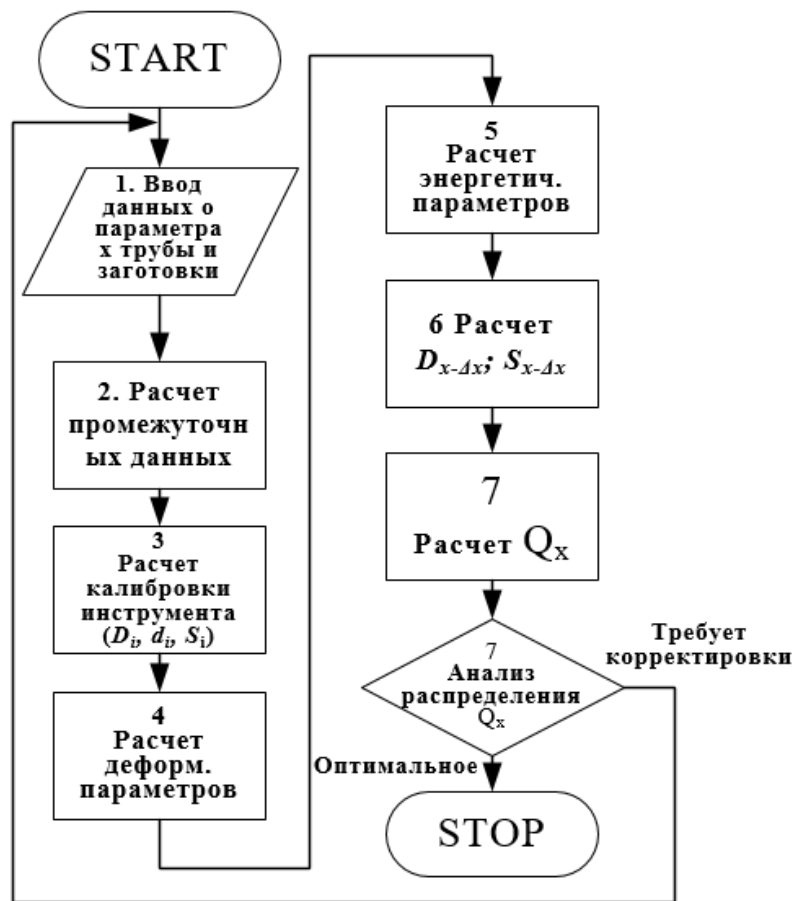 START
1. Ввод
данных о
параметра
х трубы и
заготовки
2. Расчет
промежуточн
ых данных
3
Расчет
калибровки
инструмента
(Di, di, Si)
4
Расчет
деформ.
параметров
5
Расчет
энергетич.
параметров
6 Расчет
Dx-Δx; Sx-Δx
7
Расчет Qx
7
Анализ
распределения
Qx
Требует
корректировки
Оптимальное
STOP